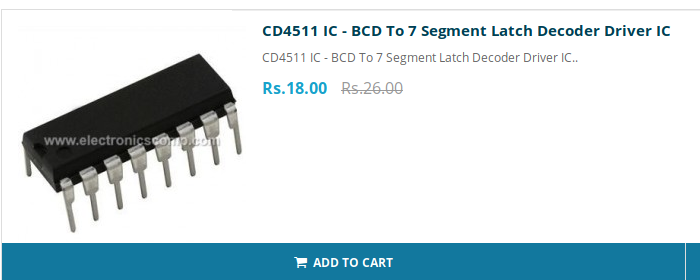 CD4511 IC - BCD To 7 Segment Latch Decoder Driver IC
CD4511 IC - BCD To 7 Segment Latch Decoder Driver IC..
Rs.18.00 Rs.26.00
www.electronicscomp.com
ADD TO CART